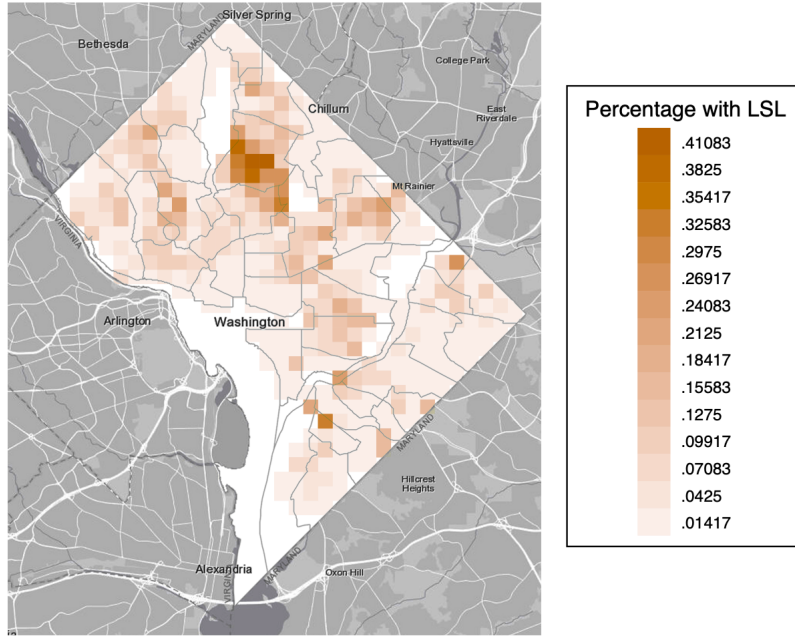 Silver Spring
MARYLAND
Bethesda
College Park
Chillum
East
Riverdale
Hyattsville
Mt Rainier
VIRGINIA
Arlington
Washington
MARYLAND
Hillcrest
Heights
Alexandria
MARYLAND
Oxon Hill
VIRGINI
ia
Percentage with LSL
.41083
.3825
.35417
.32583
.2975
.26917
.24083
.2125
.18417
.15583
.1275
.09917
.07083
.0425
.01417